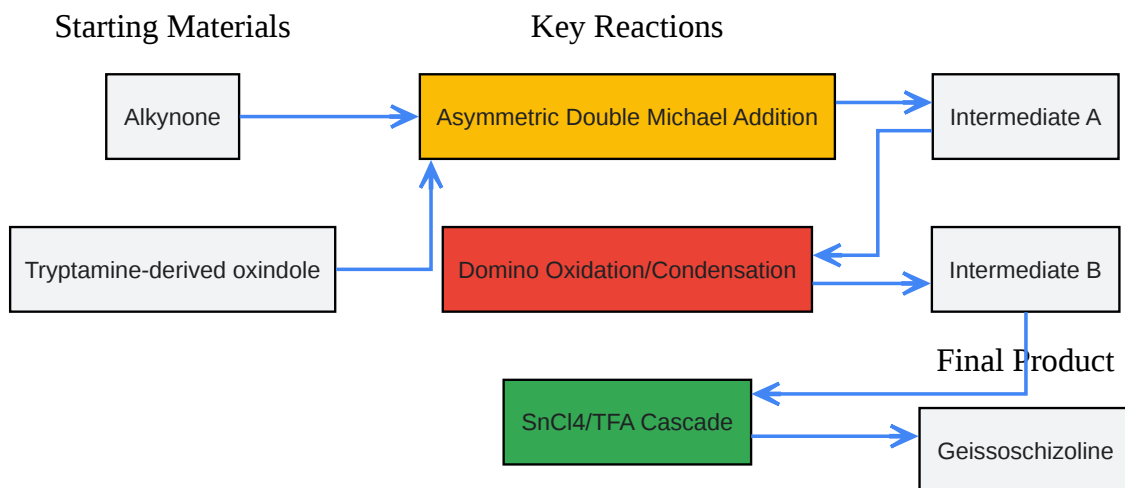 Starting Materials
Key Reactions
Alkynone
Asymmetric Double Michael Addition
Intermediate A
Tryptamine-derived oxindole
Domino Oxidation/Condensation
Intermediate B
Final Product
SnCl4/TFA Cascade
Geissoschizoline